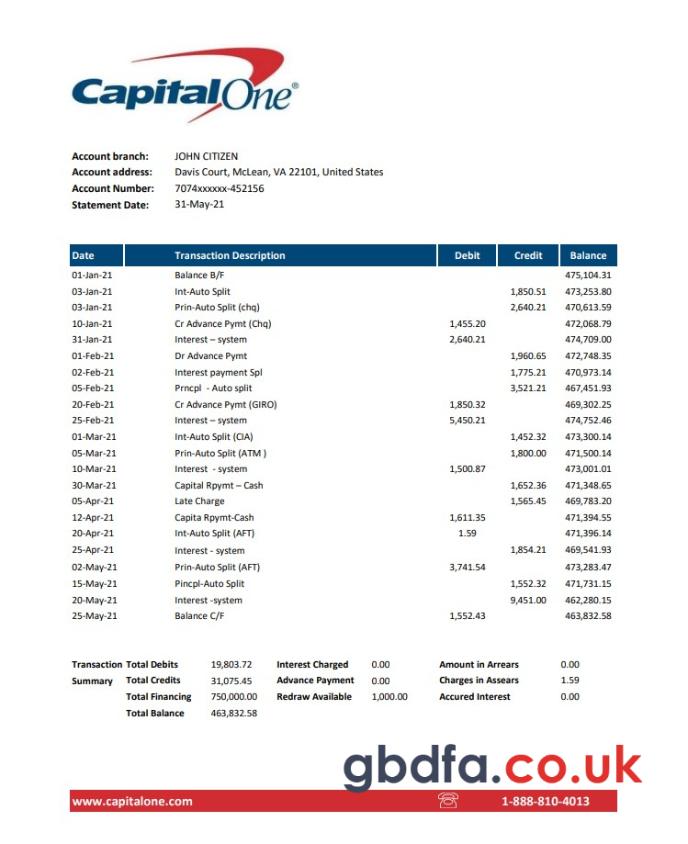 CapitalOne®
Account branch: JOHN CITIZEN
Account address: Davis Court, McLean, VA 22101, United States
Account Number: 7074xxxxxx-452156
Statement Date: 31-May-21
Date Transaction Description Debit Credit Balance
01-Jan-21 Balance B/F 475,104.31
03-Jan-21 Int-Auto Split 1,850.51 473,253.80
03-Jan-21 Prin-Auto Split (chq) 2,640.21 470,613.59
10-Jan-21 Cr Advance Pymt (Chq) 1,455.20 472,068.79
31-Jan-21 Interest – system 2,640.21 474,709.00
01-Feb-21 Dr Advance Pymt 1,960.65 472,748.35
02-Feb-21 Interest payment Spl 1,775.21 470,973.14
05-Feb-21 Prncpl - Auto split 3,521.21 467,451.93
20-Feb-21 Cr Advance Pymt (GIRO) 1,850.32 469,302.25
25-Feb-21 Interest – system 5,450.21 474,752.46
01-Mar-21 Int-Auto Split (CIA) 1,452.32 473,300.14
05-Mar-21 Prin-Auto Split (ATM ) 1,800.00 471,500.14
10-Mar-21 Interest - system 1,500.87 473,001.01
30-Mar-21 Capital Rpymt – Cash 1,652.36 471,348.65
05-Apr-21 Late Charge 1,565.45 469,783.20
12-Apr-21 Capita Rpymt-Cash 1,611.35 471,394.55
20-Apr-21 Int-Auto Split (AFT) 1.59 471,396.14
25-Apr-21 Interest - system 1,854.21 469,541.93
02-May-21 Prin-Auto Split (AFT) 3,741.54 473,283.47
15-May-21 Pincpl-Auto Split 1,552.32 471,731.15
20-May-21 Interest -system 9,451.00 462,280.15
25-May-21 Balance C/F 1,552.43 463,832.58
Transaction Total Debits 19,803.72 Interest Charged 0.00 Amount in Arrears 0.00
Summary Total Credits 31,075.45 Advance Payment 0.00 Charges in Assears 1.59
Total Financing 750,000.00 Redraw Available 1,000.00 Accured Interest 0.00
Total Balance 463,832.58
gbdfa.co.uk
www.capitalone.com 1-888-810-4013